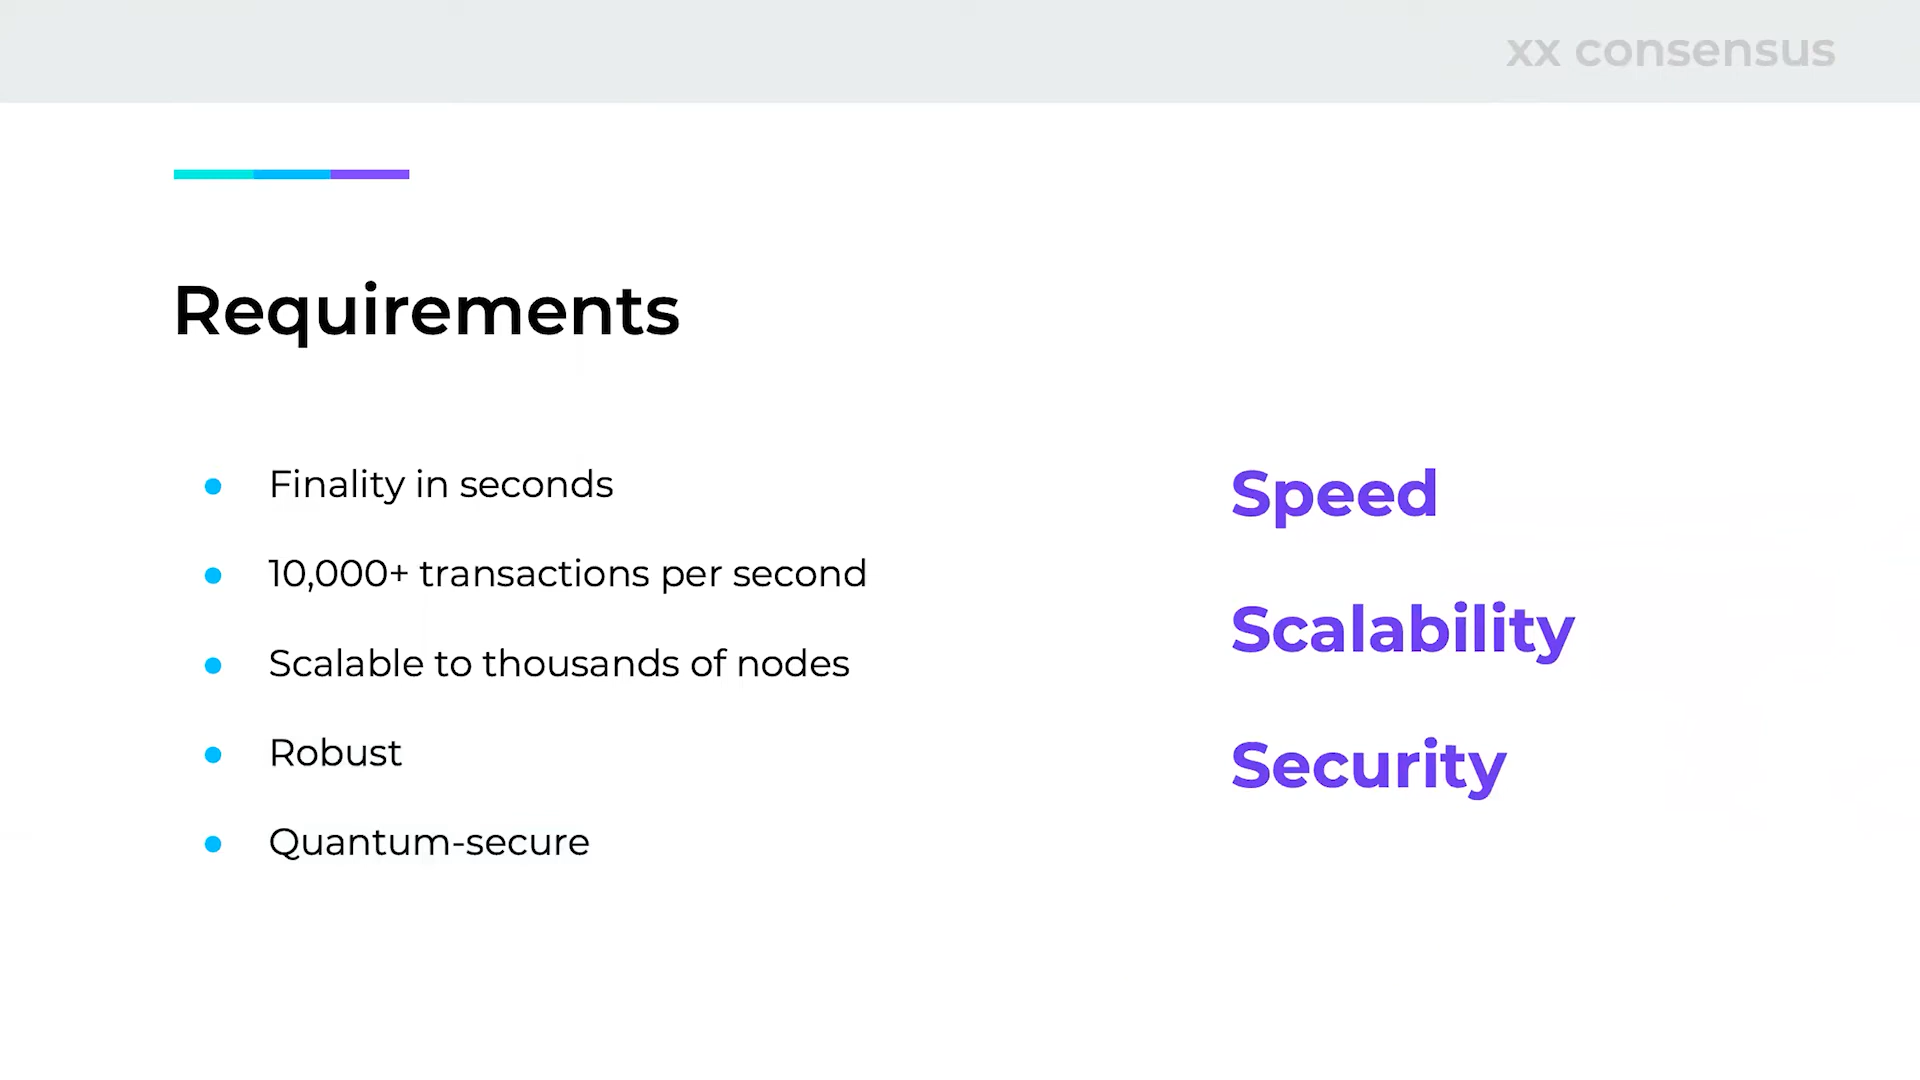 xx consensus
Requirements
Finality in seconds
10,000+ transactions per second
Scalable to thousands of nodes
Robust
Quantum-secure
Speed
Scalability
Security